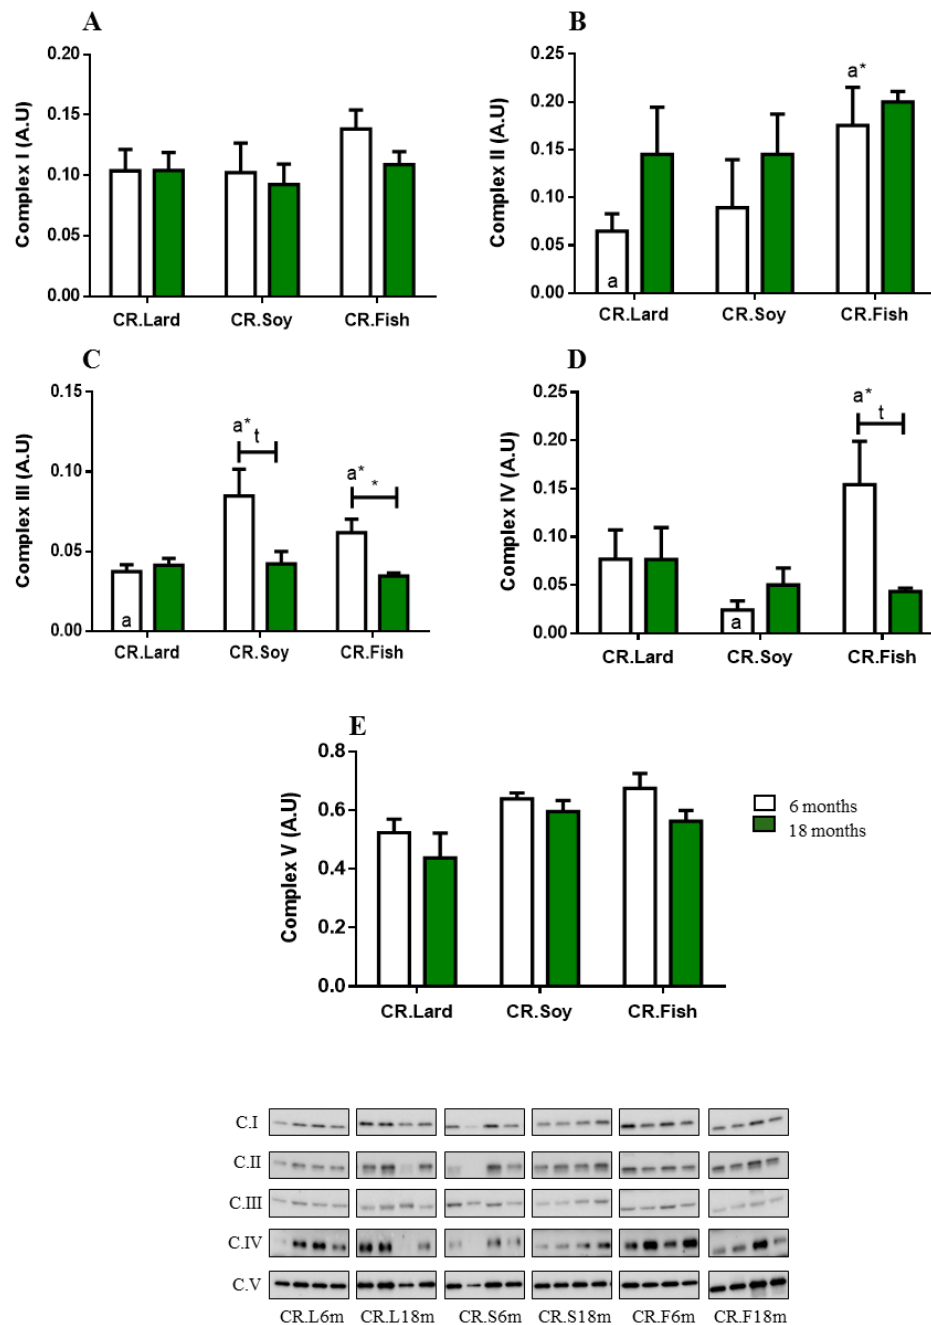 A
Complex I (A.U)
0.20
0.15
0.10
0.05
0.00
CR.Lard CR.Soy CR.Fish
B
Complex II (A.U)
0.25
0.20
0.15
0.10
0.05
0.00
a*
a
CR.Lard CR.Soy CR.Fish
C
Complex III (A.U)
0.15
0.10
0.05
0.00
a*
t
a*
*
a
CR.Lard CR.Soy CR.Fish
D
Complex IV (A.U)
0.25
0.20
0.15
0.10
0.05
0.00
a*
t
a
CR.Lard CR.Soy CR.Fish
E
Complex V (A.U)
0.8
0.6
0.4
0.2
0.0
CR.Lard CR.Soy CR.Fish
6 months
18 months
C.I
C.II
C.III
C.IV
C.V
CR.L6m CR.L18m CR.S6m CR.S18m CR.F6m CR.F18m